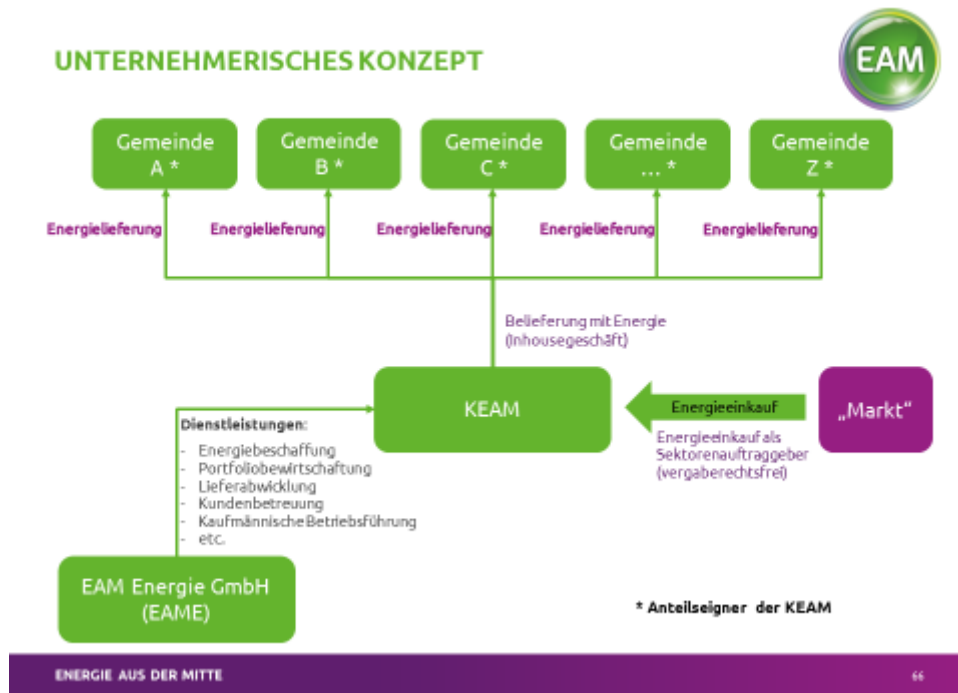 UNTERNEHMERISCHES KONZEPT
EAM
Gemeinde
A *
Gemeinde
B *
Gemeinde
C *
Gemeinde
... *
Gemeinde
Z *
Energielieferung
Energielieferung
Energielieferung
Energielieferung
Energielieferung
Belieferung mit Energie
(Inhousegeschäft)
KEAM
Energieeinkauf
„Markt“
Energieeinkauf als
Sektorenauftraggeber
(vergaberechtsfrei)
Dienstleistungen:
- Energiebeschaffung
- Portfoliobewirtschaftung
- Lieferabwicklung
- Kundenbetreuung
- Kaufmännische Betriebsführung
- etc.
EAM Energie GmbH
(EAME)
* Anteilseigner der KEAM
ENERGIE AUS DER MITTE
66